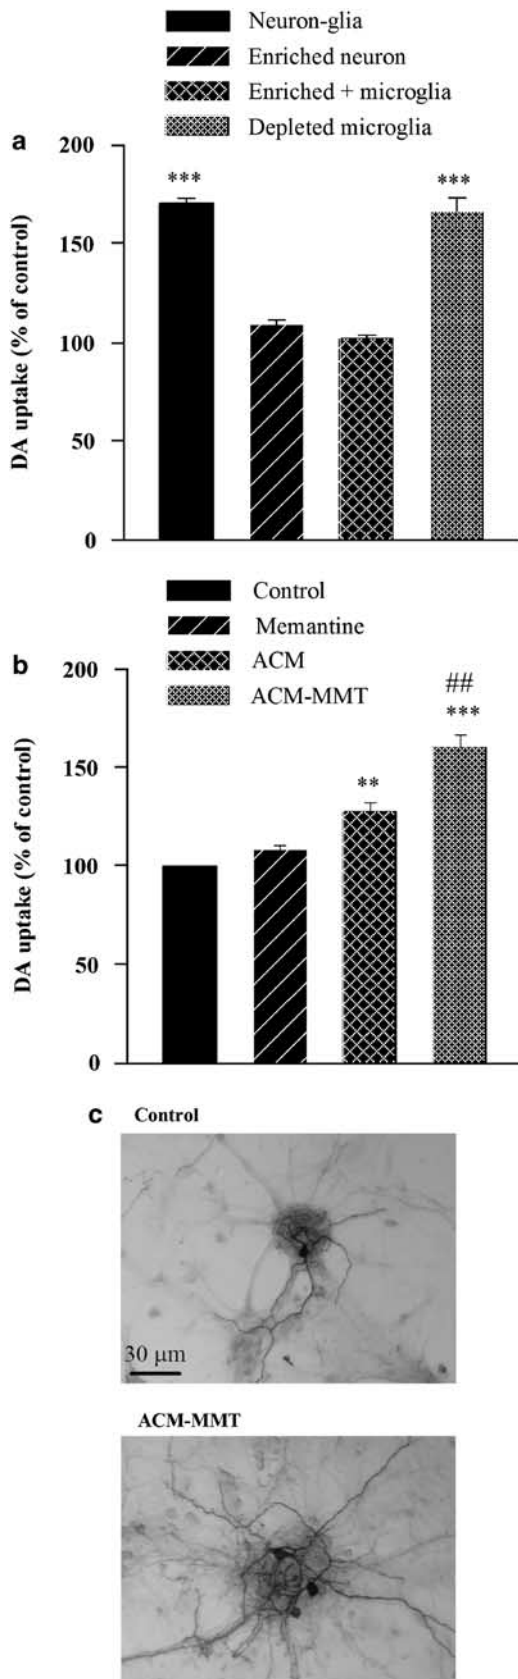 Neuron-glia
Enriched neuron
Enriched + microglia
Depleted microglia
a
200
150
100
50
0
DA uptake (% of control)
***
***
Control
Memantine
ACM
ACM-MMT
b
200
150
100
50
0
DA uptake (% of control)
**
##
***
c
Control
30 µm
ACM-MMT